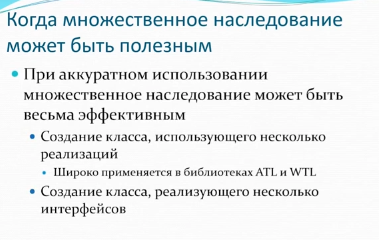 Когда множественное наследование
может быть полезным
При аккуратном использовании
множественное наследование может быть
весьма эффективным
Создание класса, использующего несколько
реализаций
Широко применяется в библиотеках ATL и WTL
Создание класса, реализующего несколько
интерфейсов